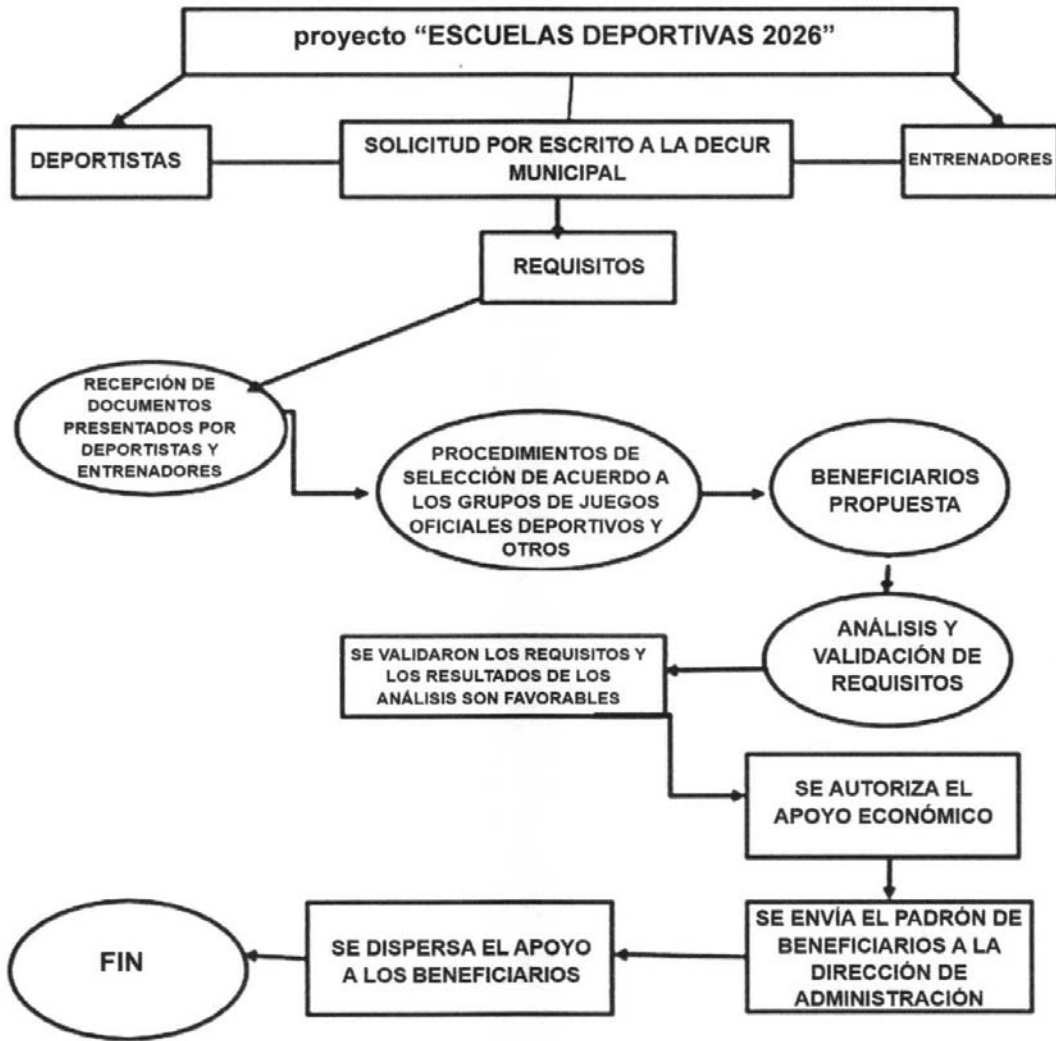 proyecto “ESCUELAS DEPORTIVAS 2026”
DEPORTISTAS
SOLICITUD POR ESCRITO A LA DECUR
MUNICIPAL
ENTRENADORES
REQUISITOS
RECEPCIÓN DE
DOCUMENTOS
PRESENTADOS POR
DEPORTISTAS Y
ENTRENADORES
PROCEDIMIENTOS DE
SELECCIÓN DE ACUERDO A
LOS GRUPOS DE JUEGOS
OFICIALES DEPORTIVOS Y
OTROS
BENEFICIARIOS
PROPUESTA
ANÁLISIS Y
VALIDACIÓN DE
REQUISITOS
SE VALIDARON LOS REQUISITOS Y
LOS RESULTADOS DE LOS
ANÁLISIS SON FAVORABLES
SE AUTORIZA EL
APOYO ECONÓMICO
SE ENVÍA EL PADRÓN DE
BENEFICIARIOS A LA
DIRECCIÓN DE
ADMINISTRACIÓN
SE DISPERSA EL APOYO
A LOS BENEFICIARIOS
FIN